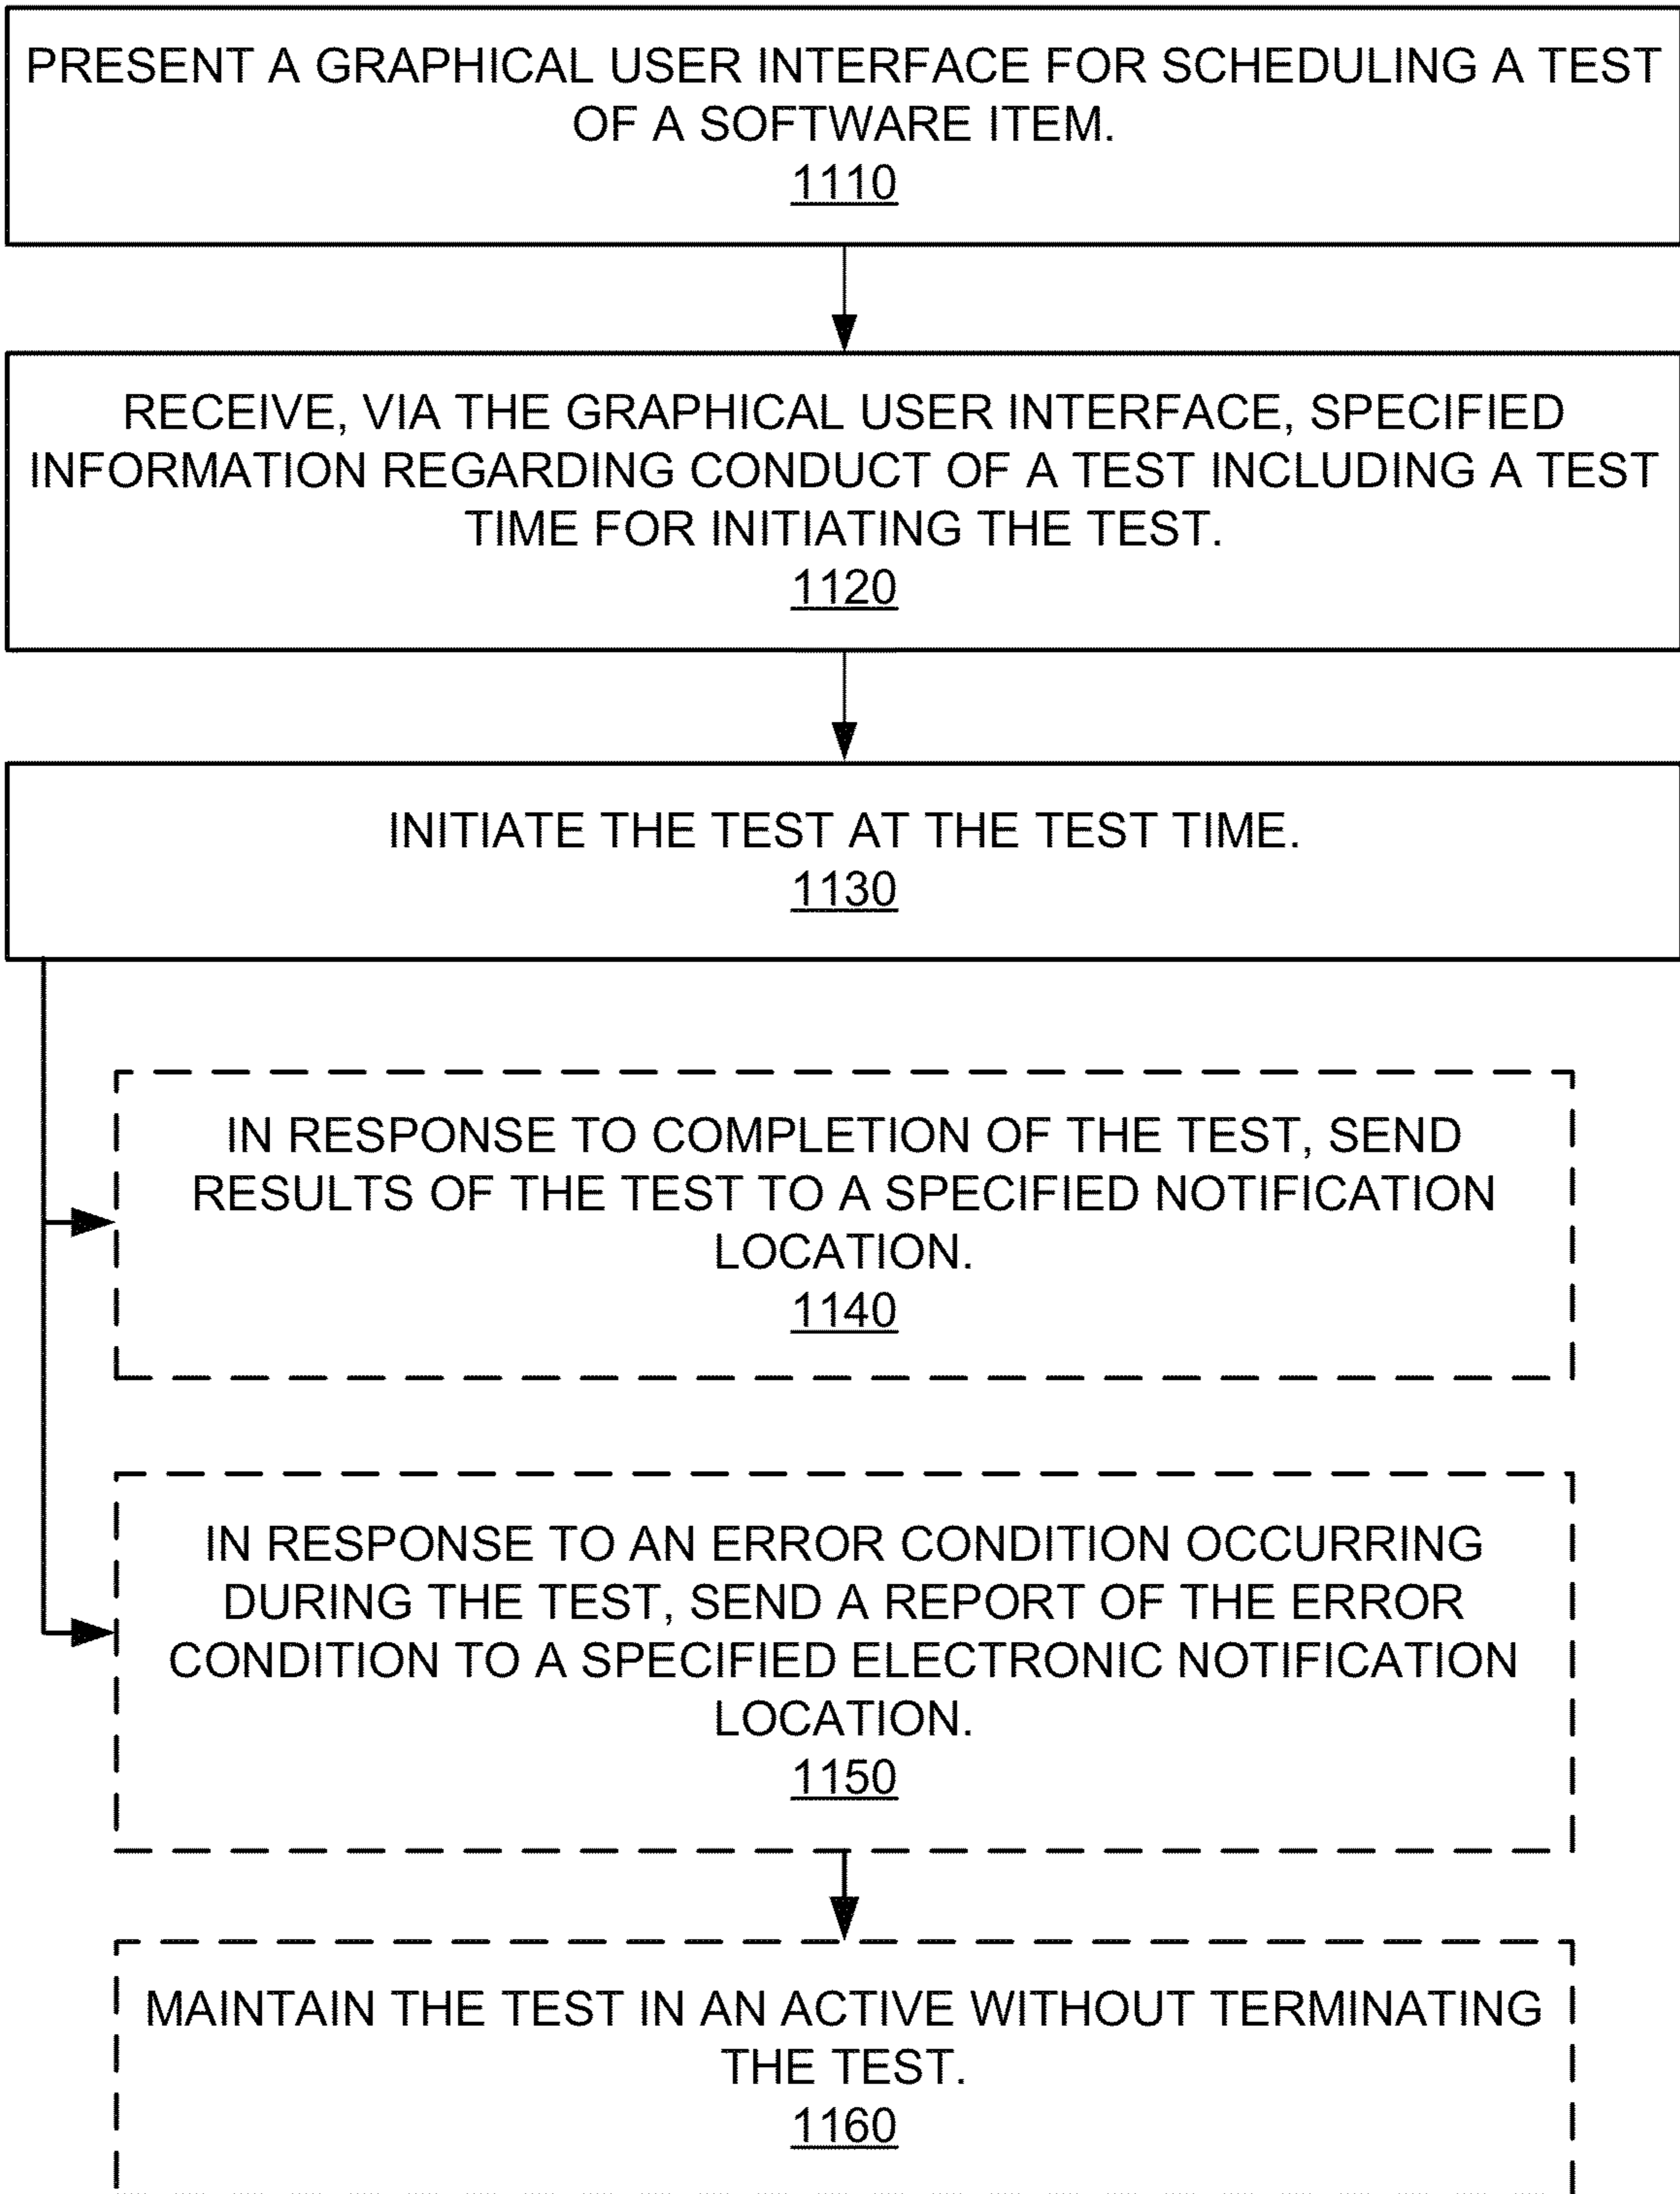 PRESENT A GRAPHICAL USER INTERFACE FOR SCHEDULING A TEST
OF A SOFTWARE ITEM.
1110
RECEIVE, VIA THE GRAPHICAL USER INTERFACE, SPECIFIED
INFORMATION REGARDING CONDUCT OF A TEST INCLUDING A TEST
TIME FOR INITIATING THE TEST.
1120
INITIATE THE TEST AT THE TEST TIME.
1130
IN RESPONSE TO COMPLETION OF THE TEST, SEND
RESULTS OF THE TEST TO A SPECIFIED NOTIFICATION
LOCATION.
1140
IN RESPONSE TO AN ERROR CONDITION OCCURRING
DURING THE TEST, SEND A REPORT OF THE ERROR
CONDITION TO A SPECIFIED ELECTRONIC NOTIFICATION
LOCATION.
1150
MAINTAIN THE TEST IN AN ACTIVE WITHOUT TERMINATING
THE TEST.
1160